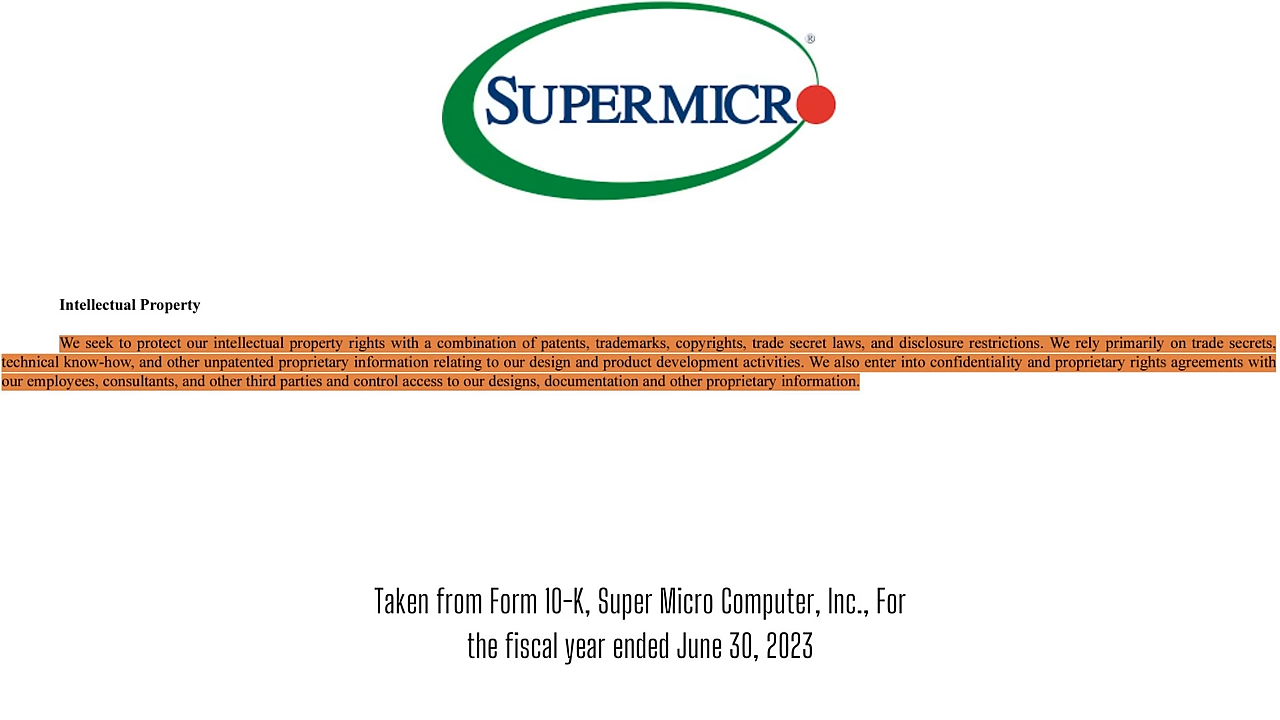 SUPERMICRO
®
Intellectual Property
We seek to protect our intellectual property rights with a combination of patents, trademarks, copyrights, trade secret laws, and disclosure restrictions. We rely primarily on trade secrets,
technical know-how, and other unpatented proprietary information relating to our design and product development activities. We also enter into confidentiality and proprietary rights agreements with
our employees, consultants, and other third parties and control access to our designs, documentation and other proprietary information.
Taken from Form 10-K, Super Micro Computer, Inc., For
the fiscal year ended June 30, 2023